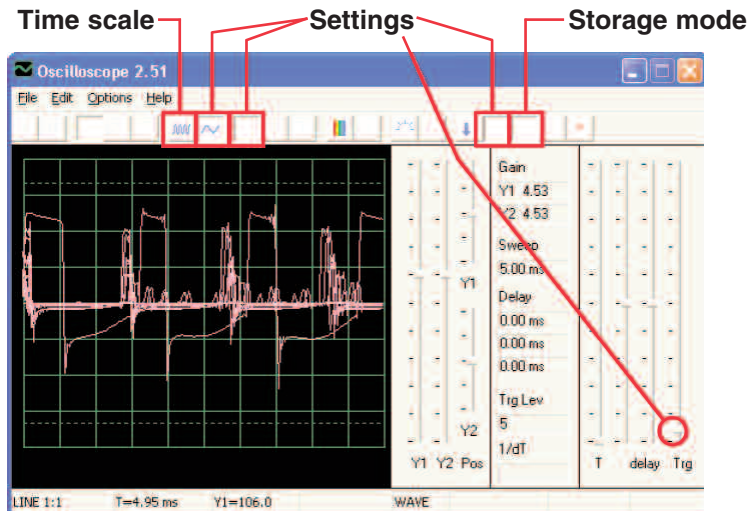 Time scale Settings Storage mode
Oscilloscope 2.51
File Edit Options Help
Gain
Y1 4.53
Y2 4.53
Sweep
5.00 ms
Y1
Delay
0.00 ms
0.00 ms
0.00 ms
Trg Lev
5
Y2
1/dT
Y1 Y2 Pos T delay Trg
LINE 1:1 T=4.95 ms Y1=106.0 WAVE